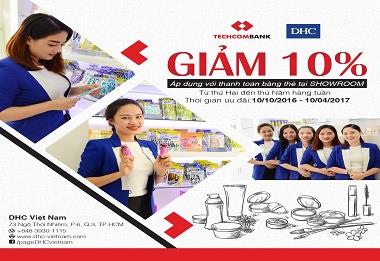 TECHCOMBANK
DHC
GIẢM 10%
Áp dụng với thanh toán bằng thẻ tại SHOWROOM
Từ thứ Hai đến thứ Năm hàng tuần
Thời gian ưu đãi: 10/10/2016 - 10/04/2017
DHC Việt Nam
73 Ngô Thời Nhiệm, P.6, Q.3, TP.HCM
+848 3930 1115
www.dhc-vietnam.com
/pageDHCvietnam